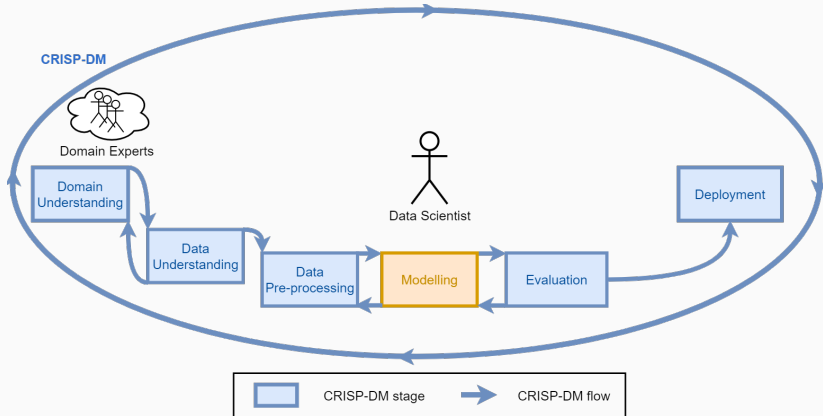 CRISP-DM
Domain Experts
Domain
Understanding
Data Scientist
Deployment
Data
Understanding
Data
Pre-processing
Modelling
Evaluation
CRISP-DM stage
CRISP-DM flow